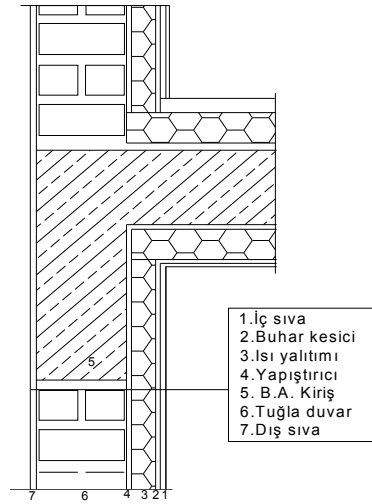 5
1.İç sıva
2.Buhar kesici
3.Isı yalıtımı
4.Yapıştırıcı
5. B.A. Kiriş
6.Tuğla duvar
7.Dış sıva
7 6 4 3 2 1